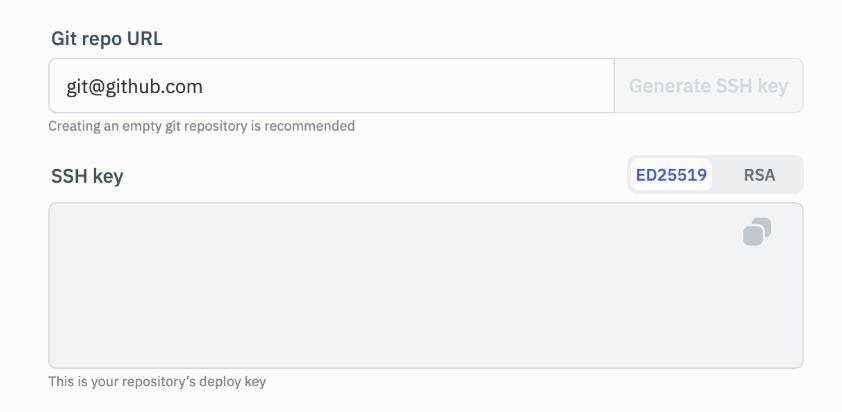 Git repo URL
git@github.com
Generate SSH key
Creating an empty git repository is recommended
SSH key
ED25519
RSA
This is your repository's deploy key